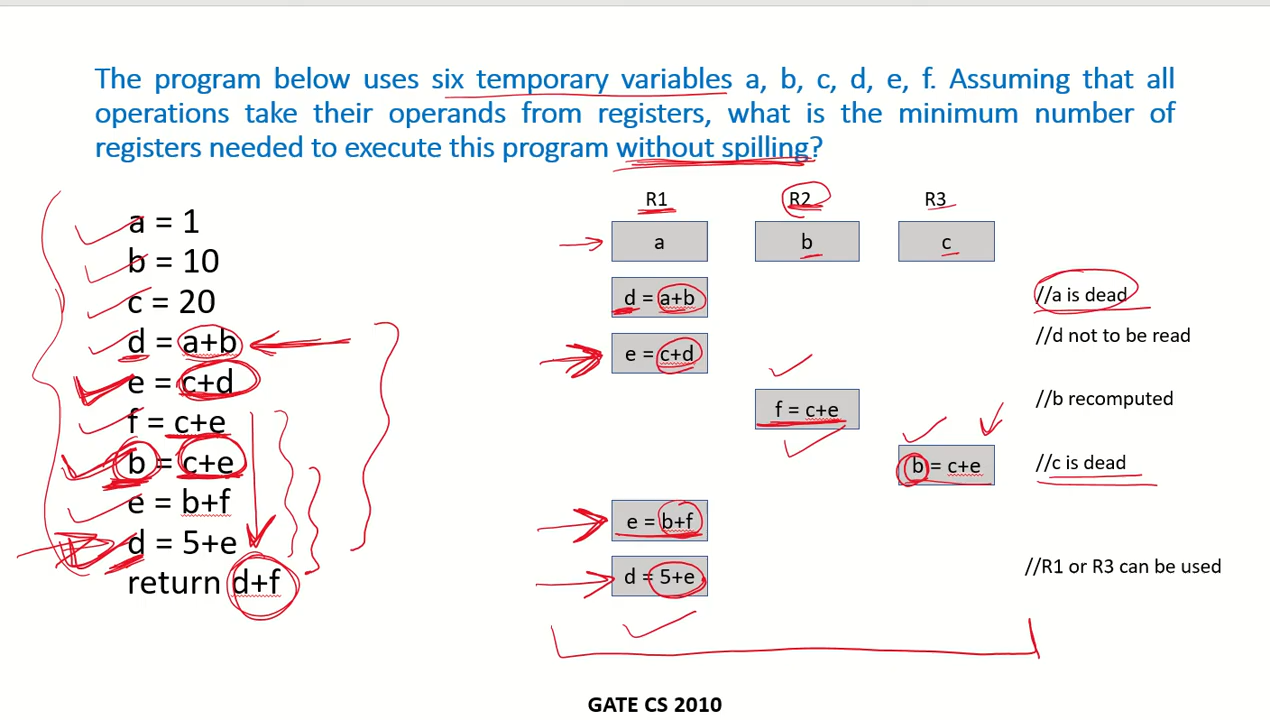 The program below uses six temporary variables a, b, c, d, e, f. Assuming that all
operations take their operands from registers, what is the minimum number of
registers needed to execute this program without spilling?
a = 1
b = 10
c = 20
d = a+b
e = c+d
f = c+e
b = c+e
e = b+f
d = 5+e
return d+f
R1 R2 R3
a b c
d = a+b //a is dead
//d not to be read
e = c+d
f = c+e //b recomputed
b = c+e //c is dead
e = b+f
d = 5+e //R1 or R3 can be used
GATE CS 2010